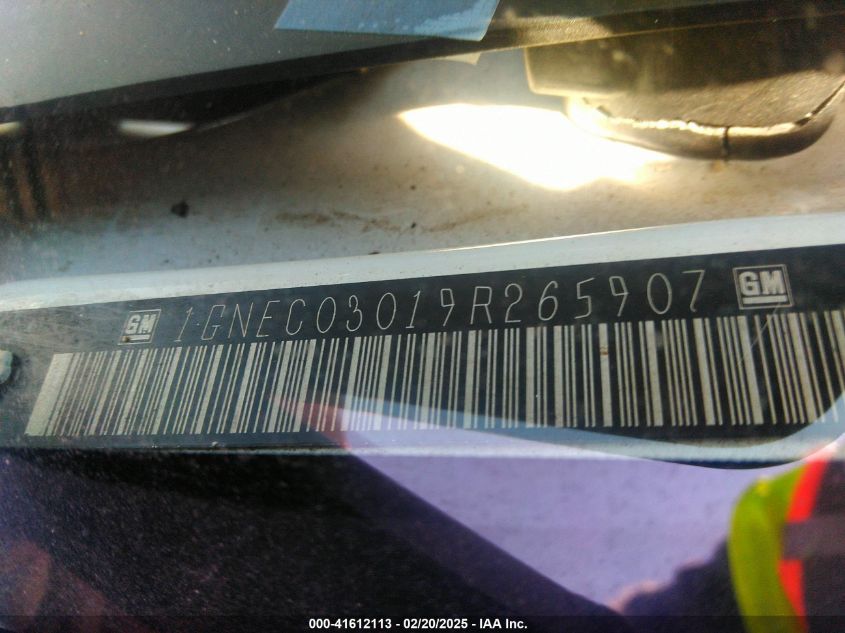 GM 1GNEC03019R265907 GM
000-41612113 — 02/20/2025 — IAA Inc.